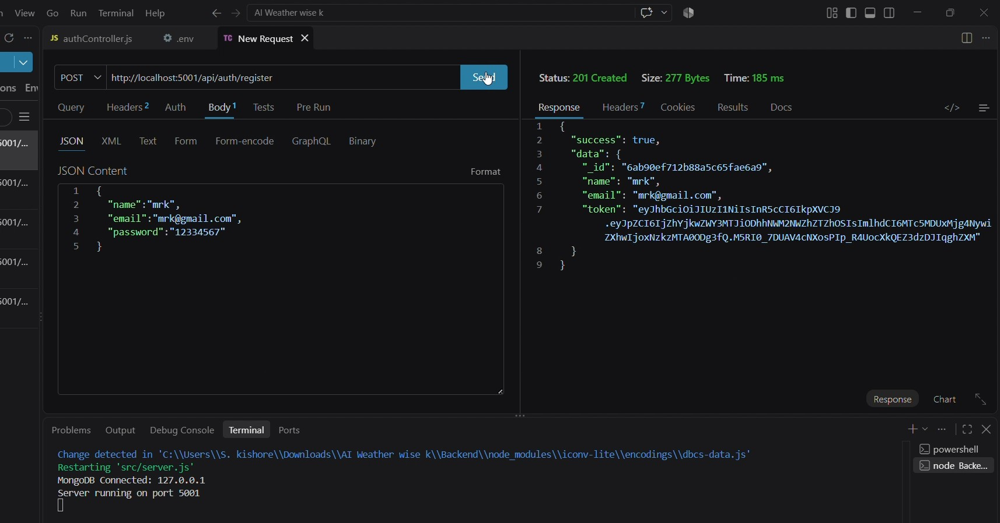 View Go Run Terminal Help
AI Weather wise k
JS authController.js
.env
TC New Request
POST
http://localhost:5001/api/auth/register
Send
Query Headers 2 Auth Body 1 Tests Pre Run
JSON XML Text Form Form-encode GraphQL Binary
JSON Content
Format
1 {
2 "name":"mrk",
3 "email":"mrk@gmail.com",
4 "password":"12334567"
5 }
Status: 201 Created Size: 277 Bytes Time: 185 ms
Response Headers 7 Cookies Results Docs
</>
1 {
2 "success": true,
3 "data": {
4 "_id": "6ab90ef712b88a5c65fae6a9",
5 "name": "mrk",
6 "email": "mrk@gmail.com",
7 "token": "eyJhbGciOiJIUzI1NiIsInR5cCI6IkpXVCJ9
.eyJpZCI6IjZhYjkwZWY3MTJiODhhNWM2NWZhZTZhOSIsImlhdCI6MTc5MDUxMjg4Nywi
ZXhwIjoxNzkzMTA0ODg3fQ.M5RI0_7DUAV4cNXosPIp_R4UocXkQEZ3dzDJIqghZXM"
8 }
9 }
Response Chart
ons
5001/...
5001/...
5001/...
5001/...
5001/...
Problems Output Debug Console Terminal Ports
Change detected in 'C:\\Users\\S. kishore\\Downloads\\AI Weather wise k\\Backend\\node_modules\\iconv-lite\\encodings\\dbcs-data.js'
Restarting 'src/server.js'
MongoDB Connected: 127.0.0.1
Server running on port 5001
powershell
node Backe...